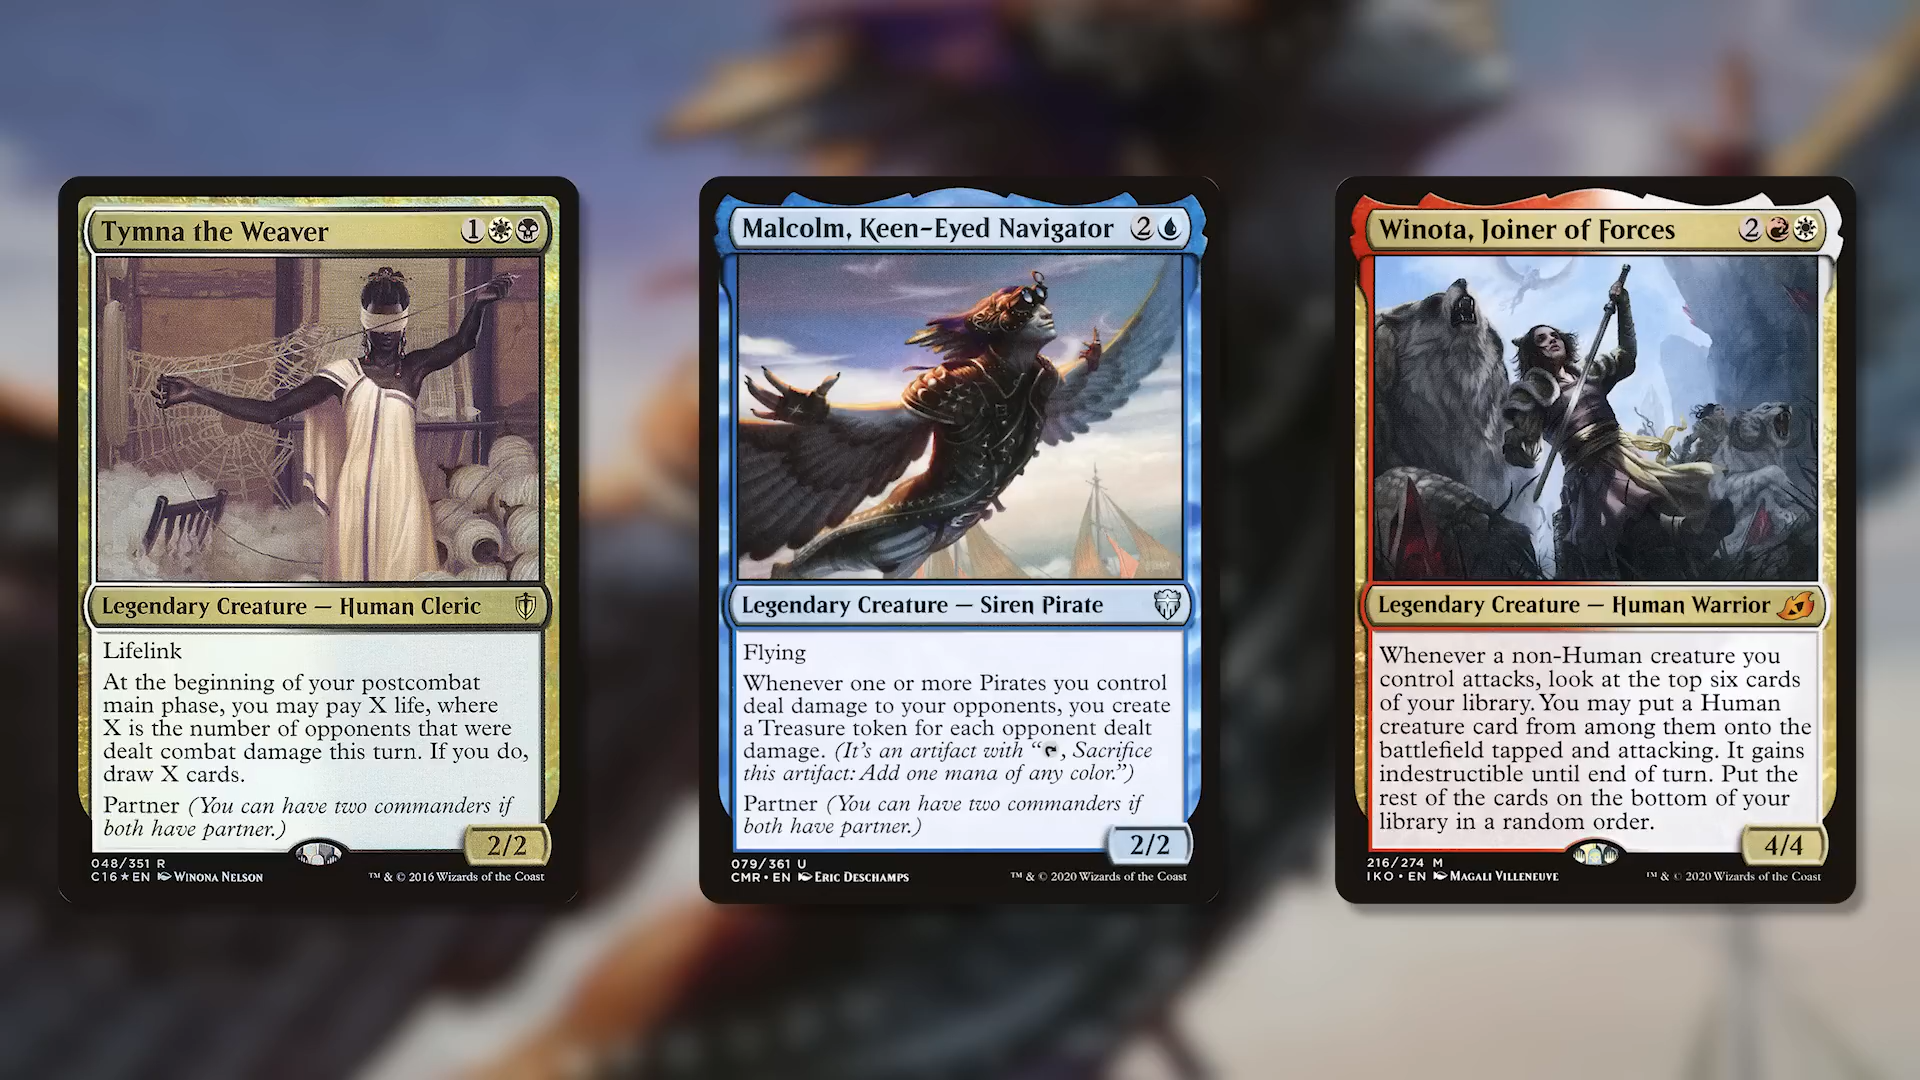 Tymna the Weaver 1
Legendary Creature — Human Cleric
Lifelink
At the beginning of your postcombat
main phase, you may pay X life, where
X is the number of opponents that were
dealt combat damage this turn. If you do,
draw X cards.
Partner (You can have two commanders if
both have partner.)
2/2
048/351 R
C16★EN Winona Nelson
™ & © 2016 Wizards of the Coast
Malcolm, Keen-Eyed Navigator 2
Legendary Creature — Siren Pirate
Flying
Whenever one or more Pirates you control
deal damage to your opponents, you create
a Treasure token for each opponent dealt
damage. (It's an artifact with “, Sacrifice
this artifact: Add one mana of any color.”)
Partner (You can have two commanders if
both have partner.)
2/2
079/361 U
CMR • EN Eric Deschamps
™ & © 2020 Wizards of the Coast
Winota, Joiner of Forces 2
Legendary Creature — Human Warrior
Whenever a non-Human creature you
control attacks, look at the top six cards
of your library. You may put a Human
creature card from among them onto the
battlefield tapped and attacking. It gains
indestructible until end of turn. Put the
rest of the cards on the bottom of your
library in a random order.
4/4
216/274 M
IKO • EN Magali Villeneuve
™ & © 2020 Wizards of the Coast